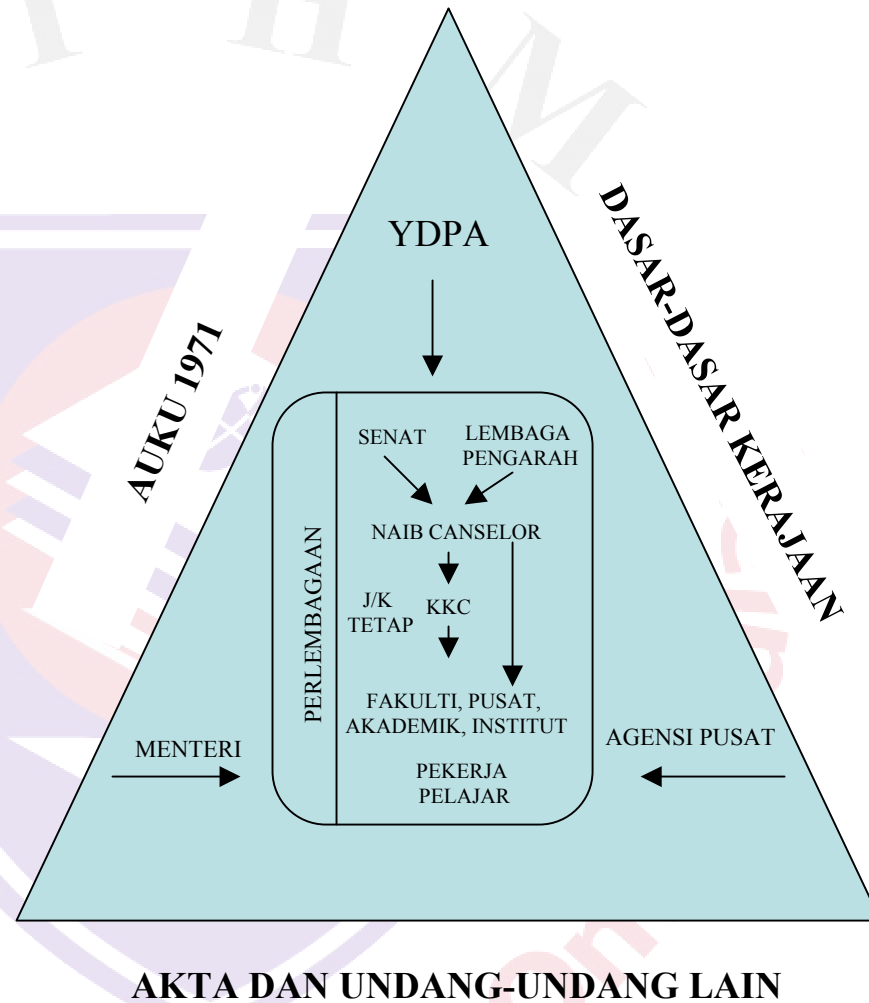 THM
YDPA
AUKU 1971
DASAR-DASAR KERAJAAN
SENAT
LEMBAGA
PENGARAH
NAIB CANSELOR
PERLEMBAGAAN
J/K
TETAP
KKC
FAKULTI, PUSAT,
AKADEMIK, INSTITUT
PEKERJA
PELAJAR
MENTERI
AGENSI PUSAT
AKTA DAN UNDANG-UNDANG LAIN